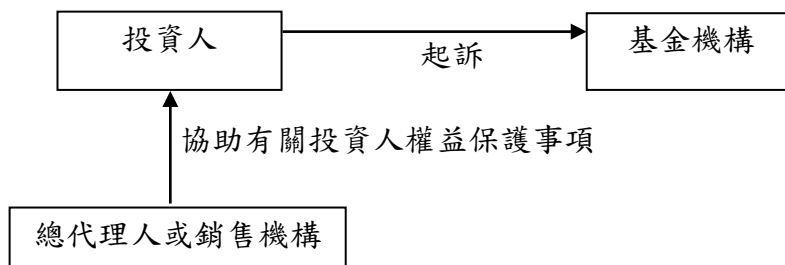 投資人
起訴
基金機構
協助有關投資人權益保護事項
總代理人或銷售機構